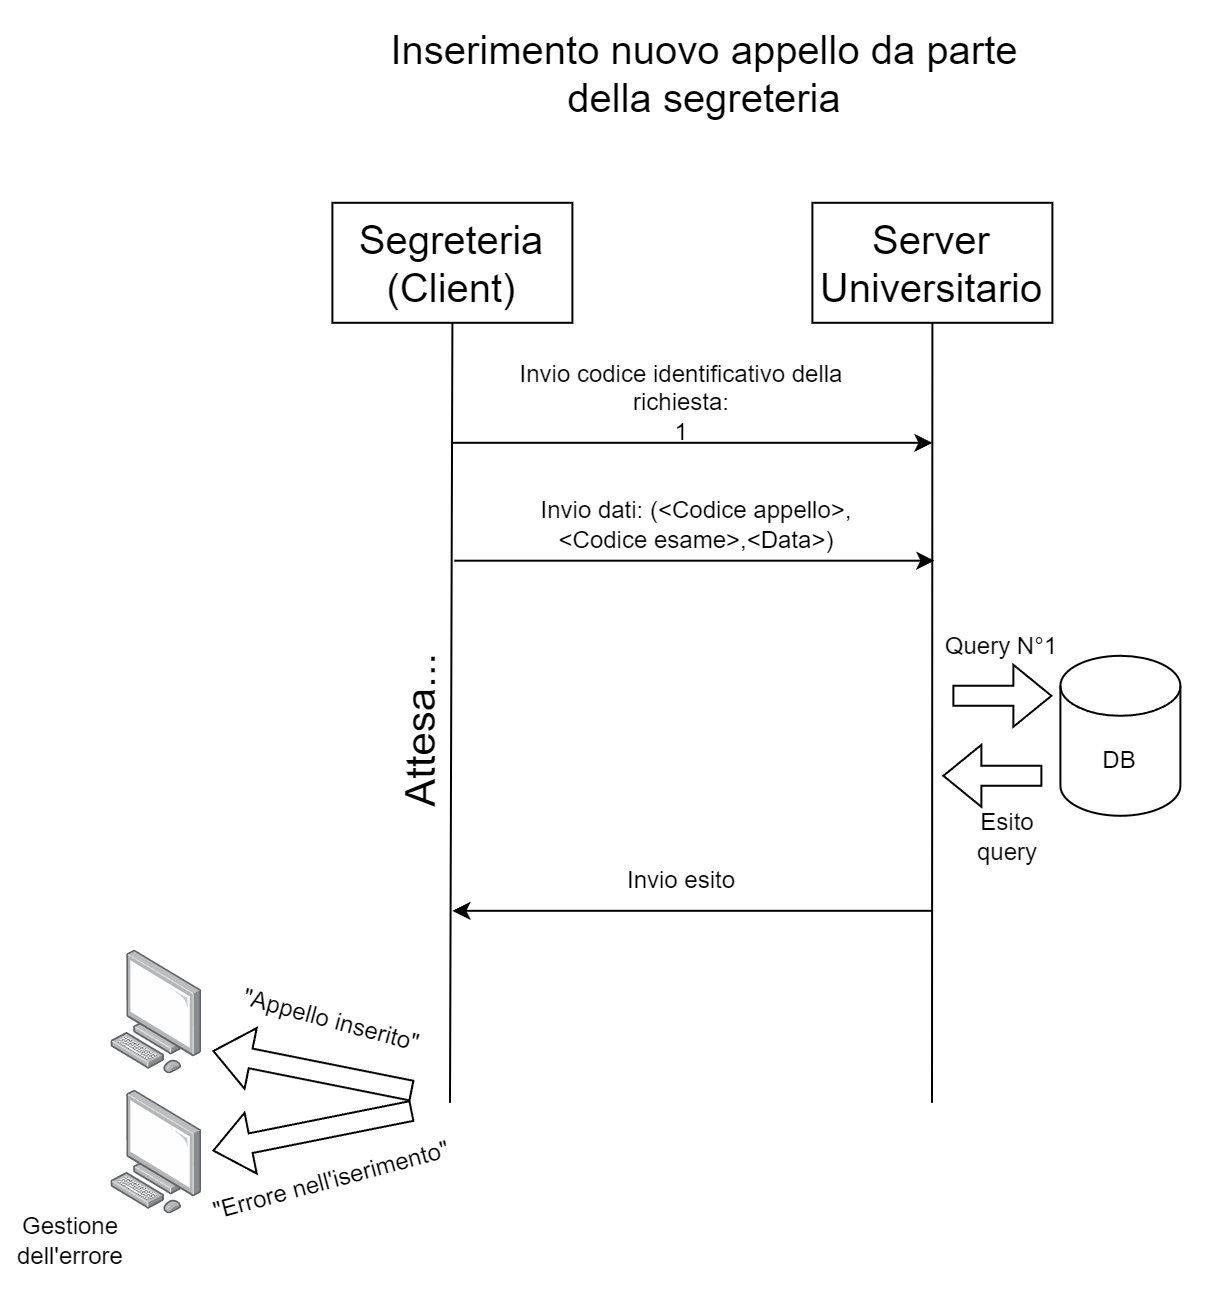 Inserimento nuovo appello da parte
della segreteria
Segreteria
(Client)
Server
Universitario
Invio codice identificativo della
richiesta:
1
Invio dati: (<Codice appello>,
<Codice esame>,<Data>)
Attesa...
Query N°1
DB
Esito
query
Invio esito
"Appello inserito"
"Errore nell'iserimento"
Gestione
dell'errore